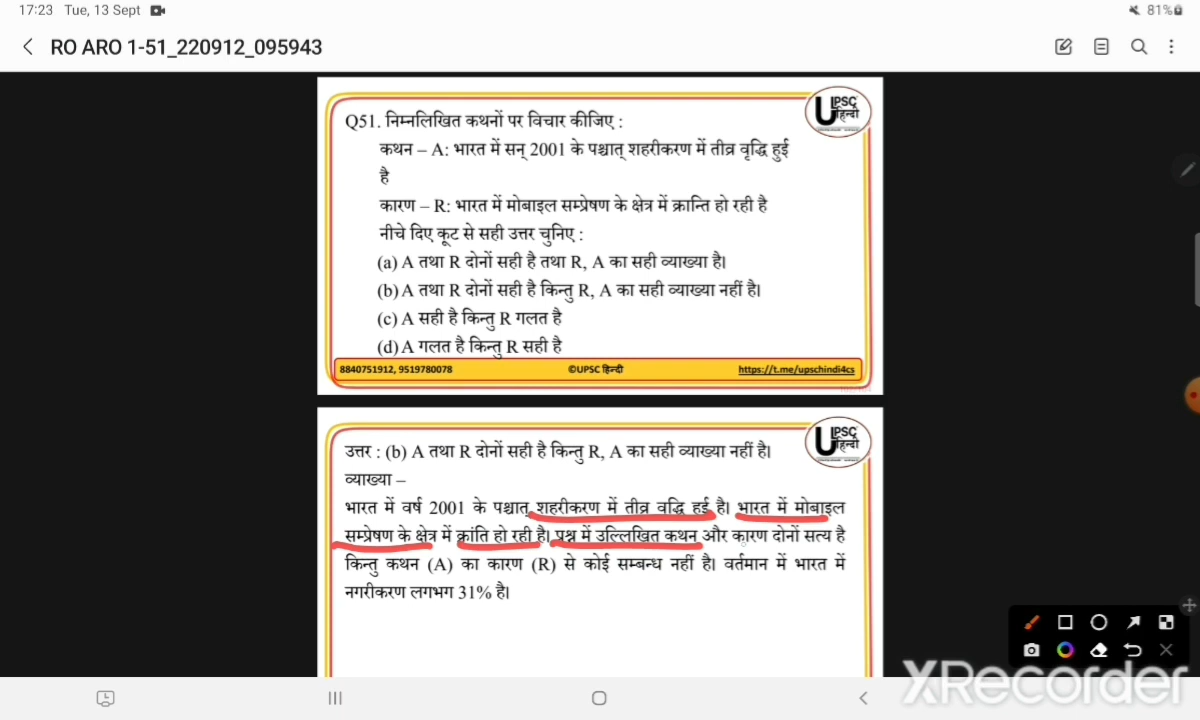 17:23 Tue, 13 Sept
81%
RO ARO 1-51_220912_095943
UPSC
हिन्दी
Q51. निम्नलिखित कथनों पर विचार कीजिए :
कथन – A: भारत में सन् 2001 के पश्चात् शहरीकरण में तीव्र वृद्धि हुई
है
कारण – R: भारत में मोबाइल सम्प्रेषण के क्षेत्र में क्रान्ति हो रही है
नीचे दिए कूट से सही उत्तर चुनिए :
(a) A तथा R दोनों सही है तथा R, A का सही व्याख्या है।
(b) A तथा R दोनों सही है किन्तु R, A का सही व्याख्या नहीं है।
(c) A सही है किन्तु R गलत है
(d) A गलत है किन्तु R सही है
8840751912, 9519780078 ©UPSC हिन्दी https://t.me/upschindi4cs
UPSC
हिन्दी
उत्तर : (b) A तथा R दोनों सही है किन्तु R, A का सही व्याख्या नहीं है।
व्याख्या –
भारत में वर्ष 2001 के पश्चात् शहरीकरण में तीव्र वृद्धि हुई है। भारत में मोबाइल
सम्प्रेषण के क्षेत्र में क्रांति हो रही है। प्रश्न में उल्लिखित कथन और कारण दोनों सत्य है
किन्तु कथन (A) का कारण (R) से कोई सम्बन्ध नहीं है। वर्तमान में भारत में
नगरीकरण लगभग 31% है।
XRecorder